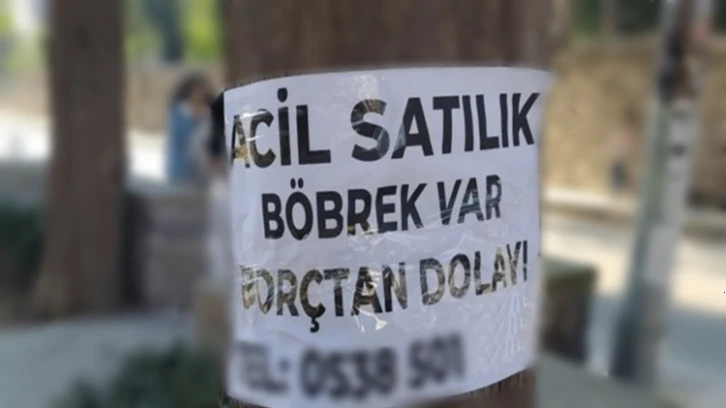 ACİL SATILIK
BÖBREK VAR
BORÇTAN DOLAYI
TEL: 0538 501